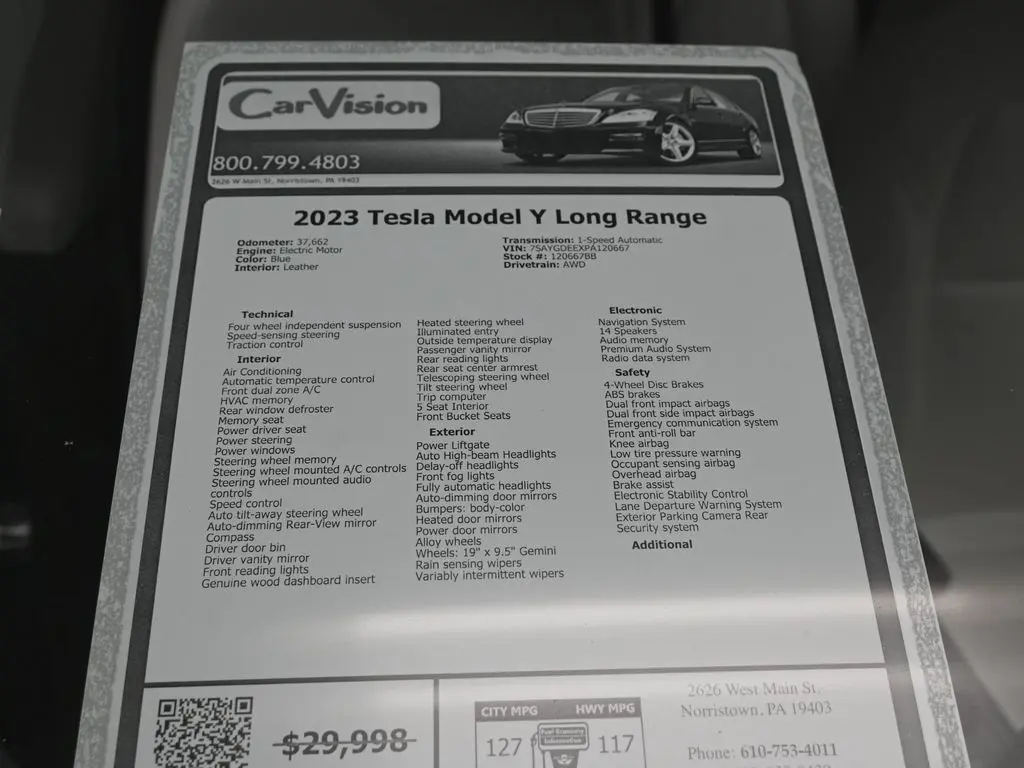 CarVision
800.799.4803
2626 W Main St, Norristown, PA 19403
2023 Tesla Model Y Long Range
Odometer: 37,662
Engine: Electric Motor
Color: Blue
Interior: Leather
Transmission: 1-Speed Automatic
VIN: 7SAYGDEEXPA120667
Stock #: 120667BB
Drivetrain: AWD
Technical
Four wheel independent suspension
Speed-sensing steering
Traction control
Interior
Air Conditioning
Automatic temperature control
Front dual zone A/C
HVAC memory
Rear window defroster
Memory seat
Power driver seat
Power steering
Power windows
Steering wheel memory
Steering wheel mounted A/C controls
Steering wheel mounted audio
controls
Speed control
Auto tilt-away steering wheel
Auto-dimming Rear-View mirror
Compass
Driver door bin
Driver vanity mirror
Front reading lights
Genuine wood dashboard insert
Heated steering wheel
Illuminated entry
Outside temperature display
Passenger vanity mirror
Rear reading lights
Rear seat center armrest
Telescoping steering wheel
Tilt steering wheel
Trip computer
5 Seat Interior
Front Bucket Seats
Exterior
Power Liftgate
Auto High-beam Headlights
Delay-off headlights
Front fog lights
Fully automatic headlights
Auto-dimming door mirrors
Bumpers: body-color
Heated door mirrors
Power door mirrors
Alloy wheels
Wheels: 19" x 9.5" Gemini
Rain sensing wipers
Variably intermittent wipers
Electronic
Navigation System
14 Speakers
Audio memory
Premium Audio System
Radio data system
Safety
4-Wheel Disc Brakes
ABS brakes
Dual front impact airbags
Dual front side impact airbags
Emergency communication system
Front anti-roll bar
Knee airbag
Low tire pressure warning
Occupant sensing airbag
Overhead airbag
Brake assist
Electronic Stability Control
Lane Departure Warning System
Exterior Parking Camera Rear
Security system
Additional
$29,998
CITY MPG
HWY MPG
127
Fuel Economy
Information
117
2626 West Main St.
Norristown, PA 19403
Phone: 610-753-4011